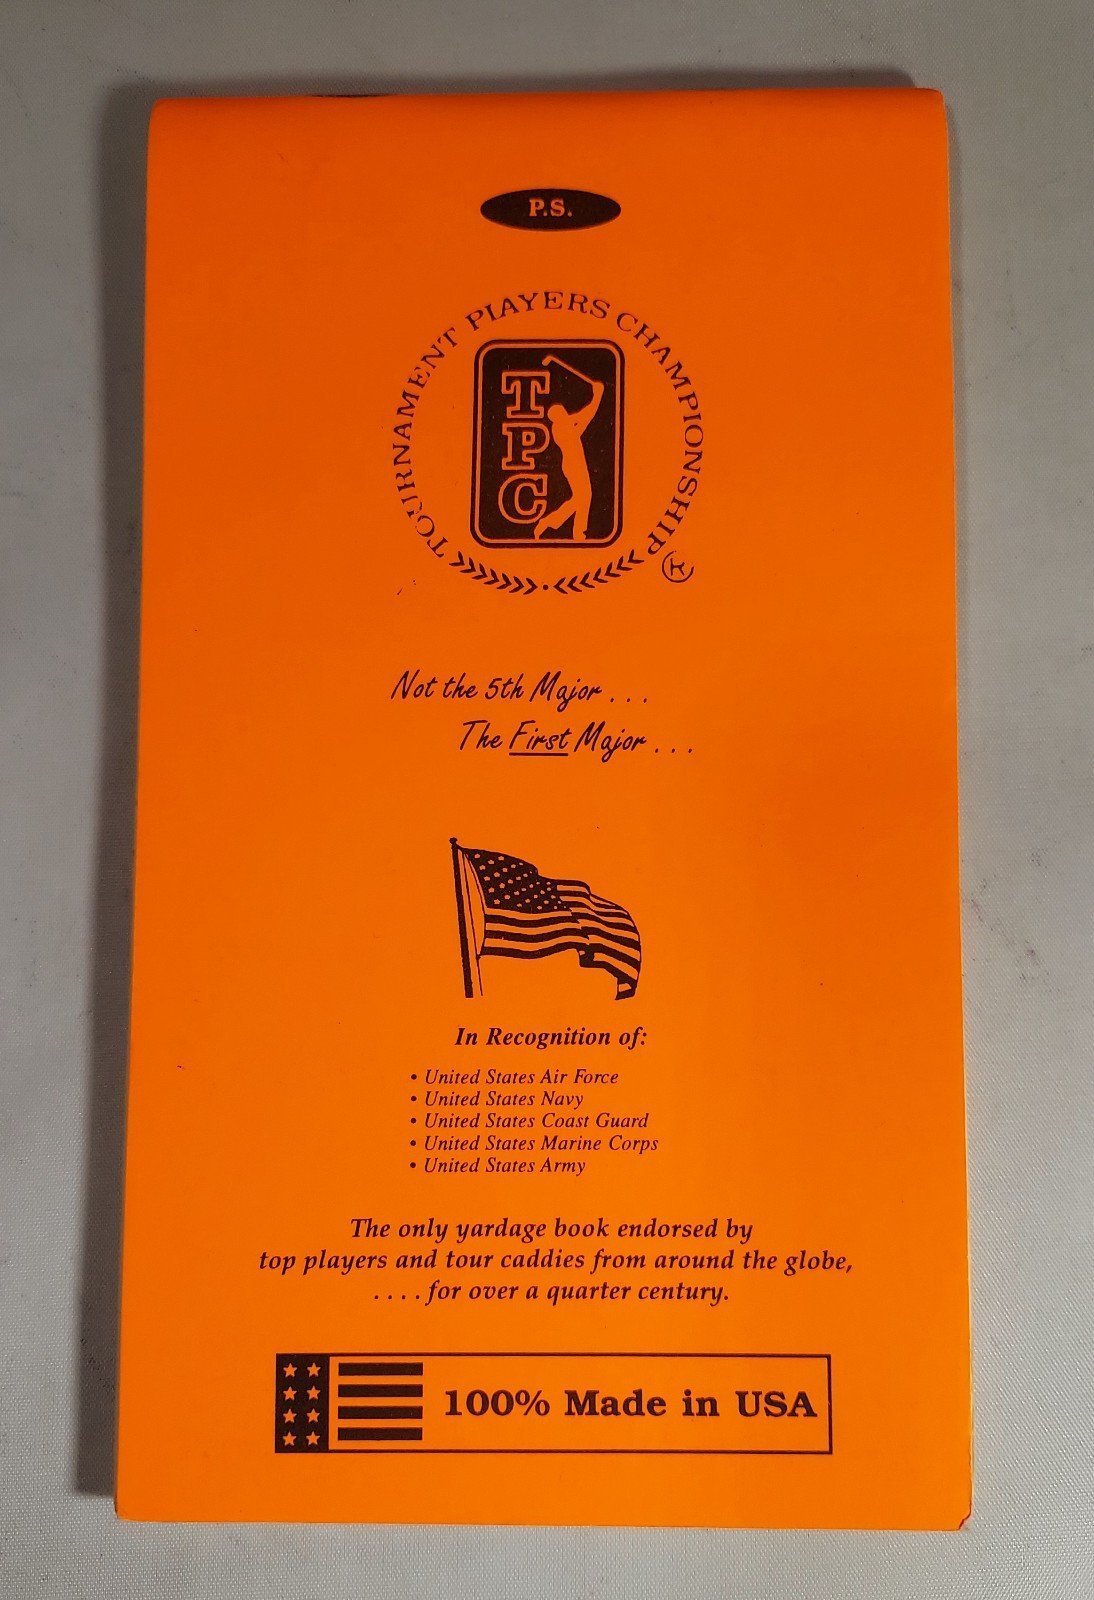 P.S.
TOURNAMENT PLAYERS CHAMPIONSHIP
TPC
Not the 5th Major . . .
The First Major . . .
In Recognition of:
• United States Air Force
• United States Navy
• United States Coast Guard
• United States Marine Corps
• United States Army
The only yardage book endorsed by
top players and tour caddies from around the globe,
. . . . for over a quarter century.
100% Made in USA